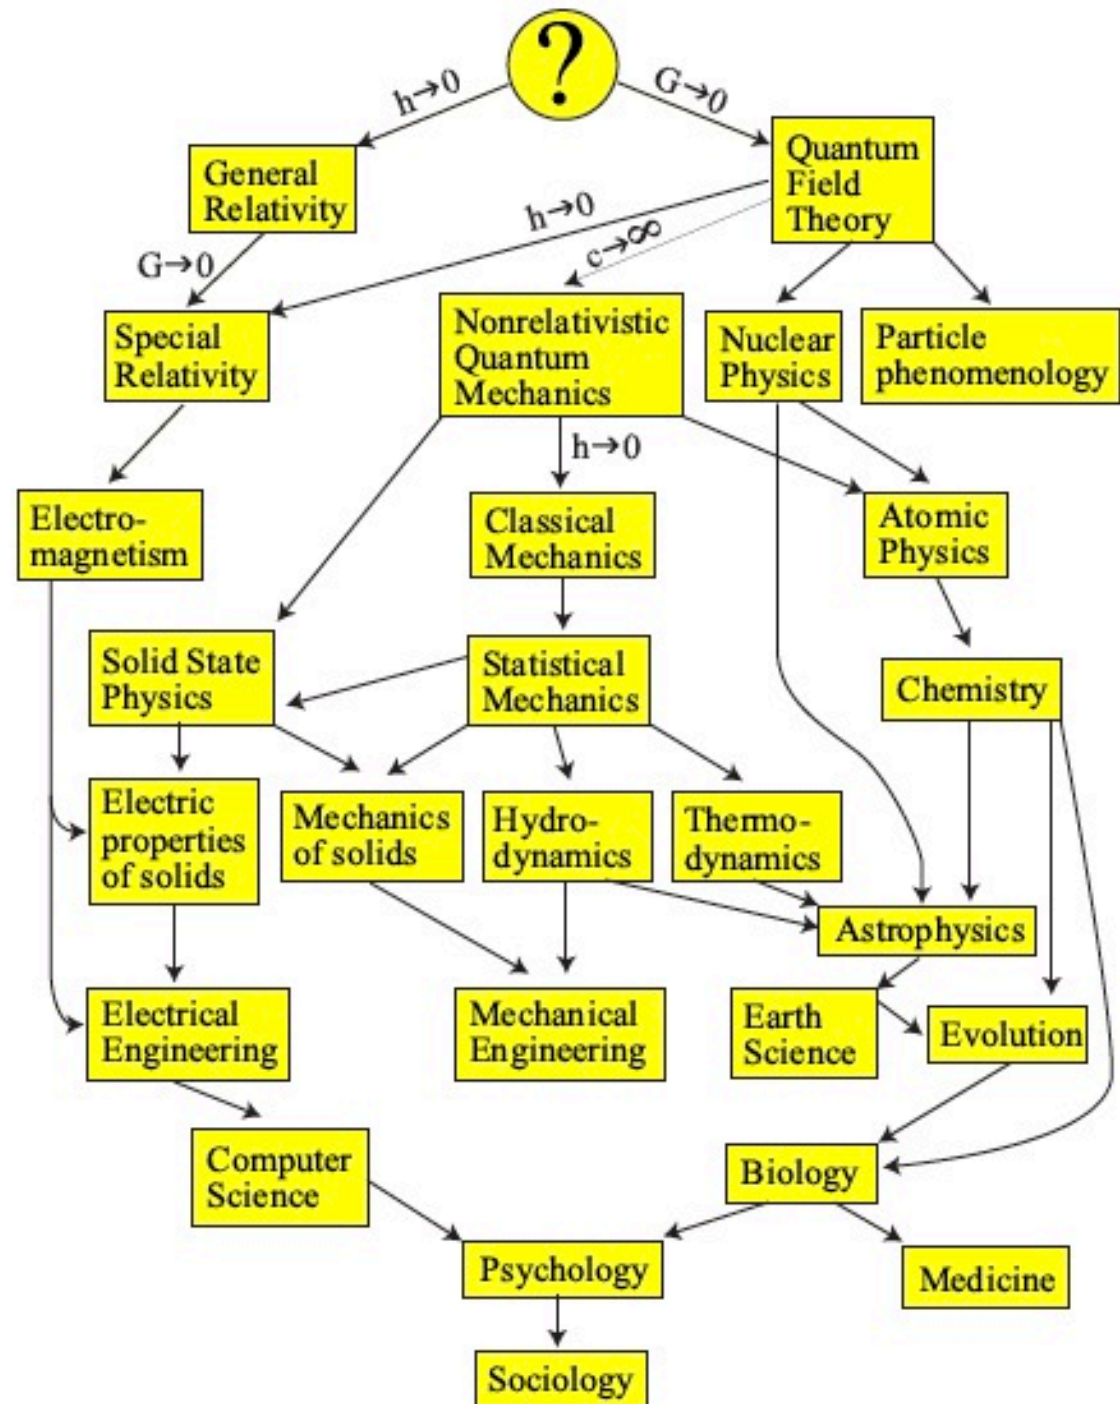 ?
h→0
G→0
General
Relativity
Quantum
Field
Theory
h→0
c→∞
G→0
Special
Relativity
Nonrelativistic
Quantum
Mechanics
Nuclear
Physics
Particle
phenomenology
h→0
Electro-
magnetism
Classical
Mechanics
Atomic
Physics
Solid State
Physics
Statistical
Mechanics
Chemistry
Electric
properties
of solids
Mechanics
of solids
Hydro-
dynamics
Thermo-
dynamics
Astrophysics
Electrical
Engineering
Mechanical
Engineering
Earth
Science
Evolution
Computer
Science
Biology
Psychology
Medicine
Sociology